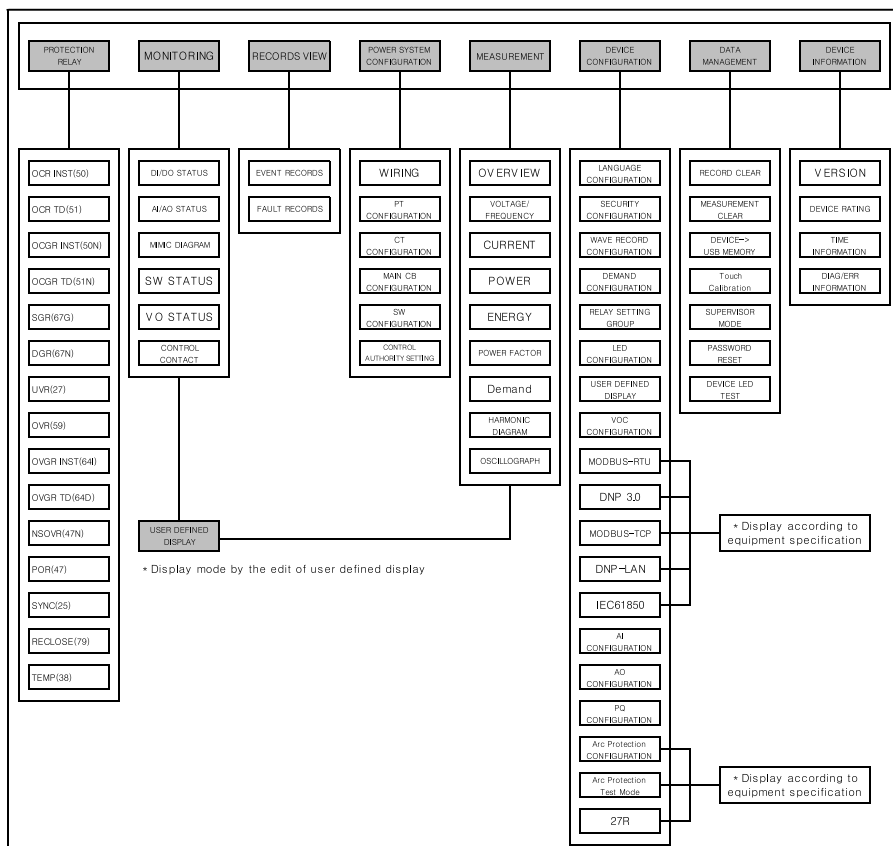 PROTECTION
RELAY
MONITORING
RECORDS VIEW
POWER SYSTEM
CONFIGURATION
MEASUREMENT
DEVICE
CONFIGURATION
DATA
MANAGEMENT
DEVICE
INFORMATION
OCR INST(50)
OCR TD(51)
OCGR INST(50N)
OCGR TD(51N)
SGR(67G)
DGR(67N)
UVR(27)
OVR(59)
OVGR INST(64I)
OVGR TD(64D)
NSOVR(47N)
POR(47)
SYNC(25)
RECLOSE(79)
TEMP(38)
DI/DO STATUS
AI/AO STATUS
MIMIC DIAGRAM
SW STATUS
VO STATUS
CONTROL
CONTACT
USER DEFINED
DISPLAY
* Display mode by the edit of user defined display
EVENT RECORDS
FAULT RECORDS
WIRING
PT
CONFIGURATION
CT
CONFIGURATION
MAIN CB
CONFIGURATION
SW
CONFIGURATION
CONTROL
AUTHORITY SETTING
OVERVIEW
VOLTAGE/
FREQUENCY
CURRENT
POWER
ENERGY
POWER FACTOR
Demand
HARMONIC
DIAGRAM
OSCILLOGRAPH
LANGUAGE
CONFIGURATION
SECURITY
CONFIGURATION
WAVE RECORD
CONFIGURATION
DEMAND
CONFIGURATION
RELAY SETTING
GROUP
LED
CONFIGURATION
USER DEFINED
DISPLAY
VOC
CONFIGURATION
MODBUS-RTU
DNP 3.0
MODBUS-TCP
DNP-LAN
IEC61850
* Display according to
equipment specification
AI
CONFIGURATION
AO
CONFIGURATION
PQ
CONFIGURATION
Arc Protection
CONFIGURATION
Arc Protection
Test Mode
27R
* Display according to
equipment specification
RECORD CLEAR
MEASUREMENT
CLEAR
DEVICE->
USB MEMORY
Touch
Calibration
SUPERVISOR
MODE
PASSWORD
RESET
DEVICE LED
TEST
VERSION
DEVICE RATING
TIME
INFORMATION
DIAG/ERR
INFORMATION